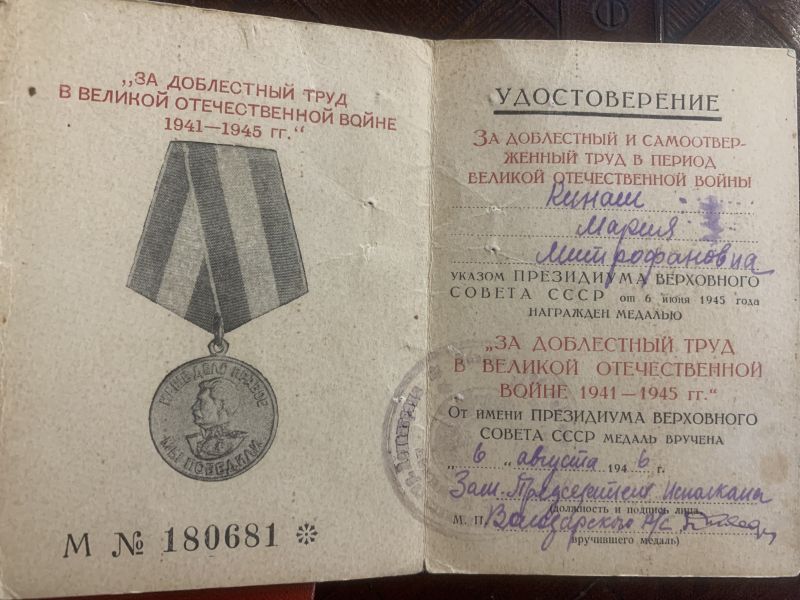 „ЗА ДОБЛЕСТНЫЙ ТРУД
В ВЕЛИКОЙ ОТЕЧЕСТВЕННОЙ ВОЙНЕ
1941—1945 гг.“
НАШЕ ДЕЛО ПРАВОЕ
МЫ ПОБЕДИЛИ
М № 180681
УДОСТОВЕРЕНИЕ
ЗА ДОБЛЕСТНЫЙ И САМООТВЕР-
ЖЕННЫЙ ТРУД В ПЕРИОД
ВЕЛИКОЙ ОТЕЧЕСТВЕННОЙ ВОЙНЫ
Кинаш
Мария
Митрофановна
УКАЗОМ ПРЕЗИДИУМА ВЕРХОВНОГО
СОВЕТА СССР от 6 июня 1945 года
НАГРАЖДЕН МЕДАЛЬЮ
„ЗА ДОБЛЕСТНЫЙ ТРУД
В ВЕЛИКОЙ ОТЕЧЕСТВЕННОЙ
ВОЙНЕ 1941—1945 гг.“
От имени ПРЕЗИДИУМА ВЕРХОВНОГО
СОВЕТА СССР МЕДАЛЬ ВРУЧЕНА
„6“ августа 1946 г.
Зам. Председателя Исполкома
(должность и подпись лица,
М. П. Володарского р/с
вручившего медаль)